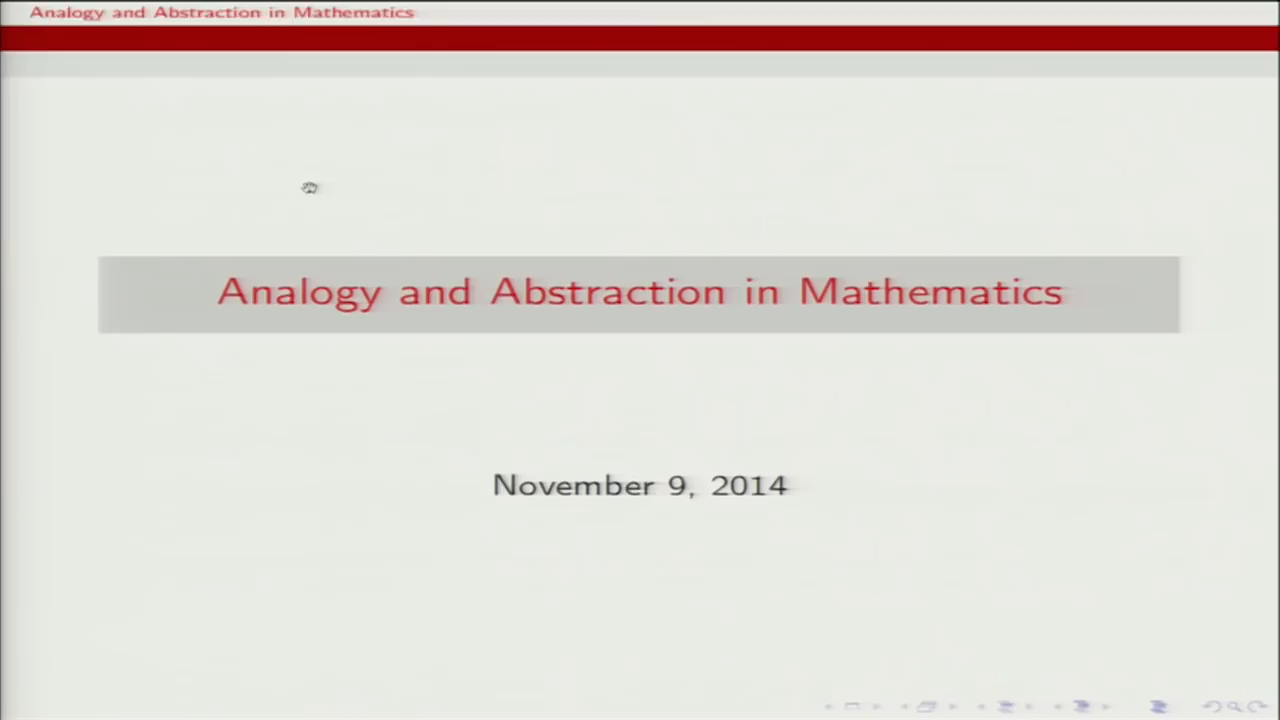 Analogy and Abstraction in Mathematics
Analogy and Abstraction in Mathematics
November 9, 2014